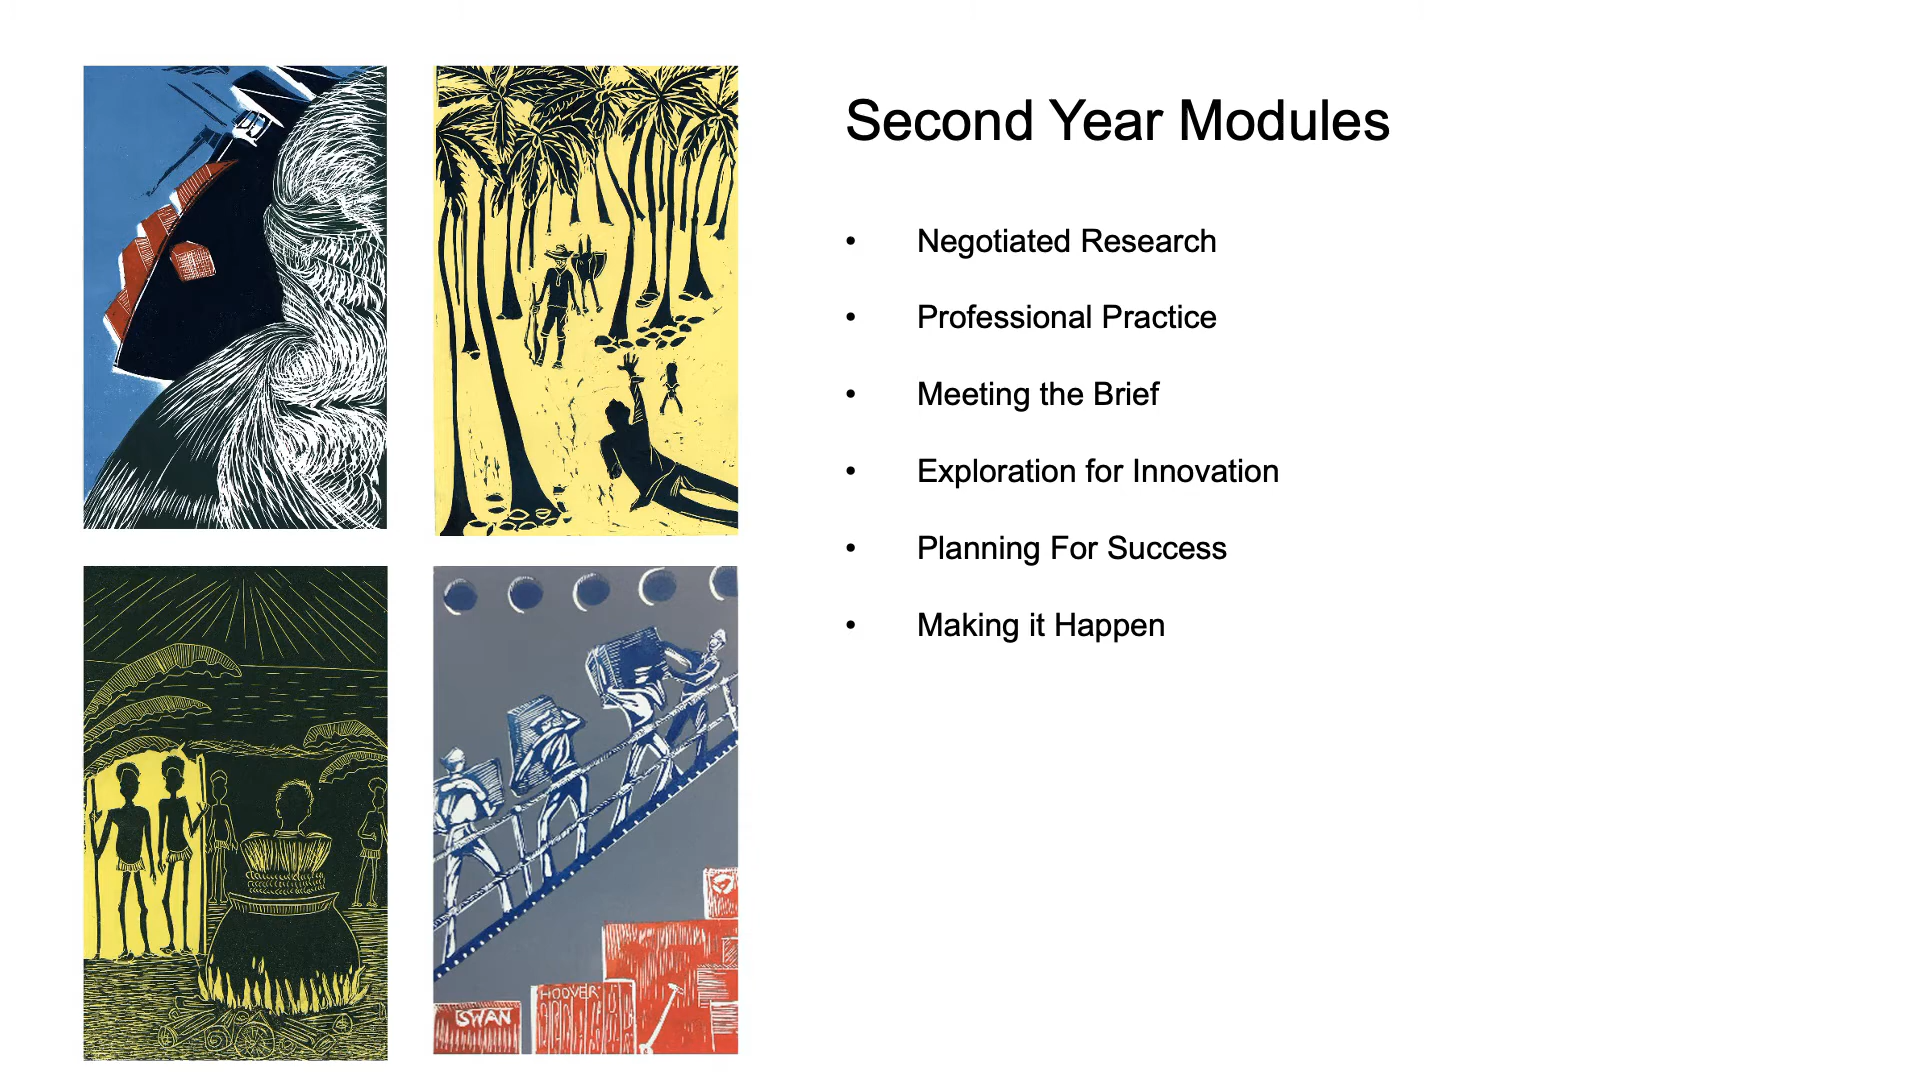 Second Year Modules
• Negotiated Research
• Professional Practice
• Meeting the Brief
• Exploration for Innovation
• Planning For Success
• Making it Happen
HOOVER
SWAN